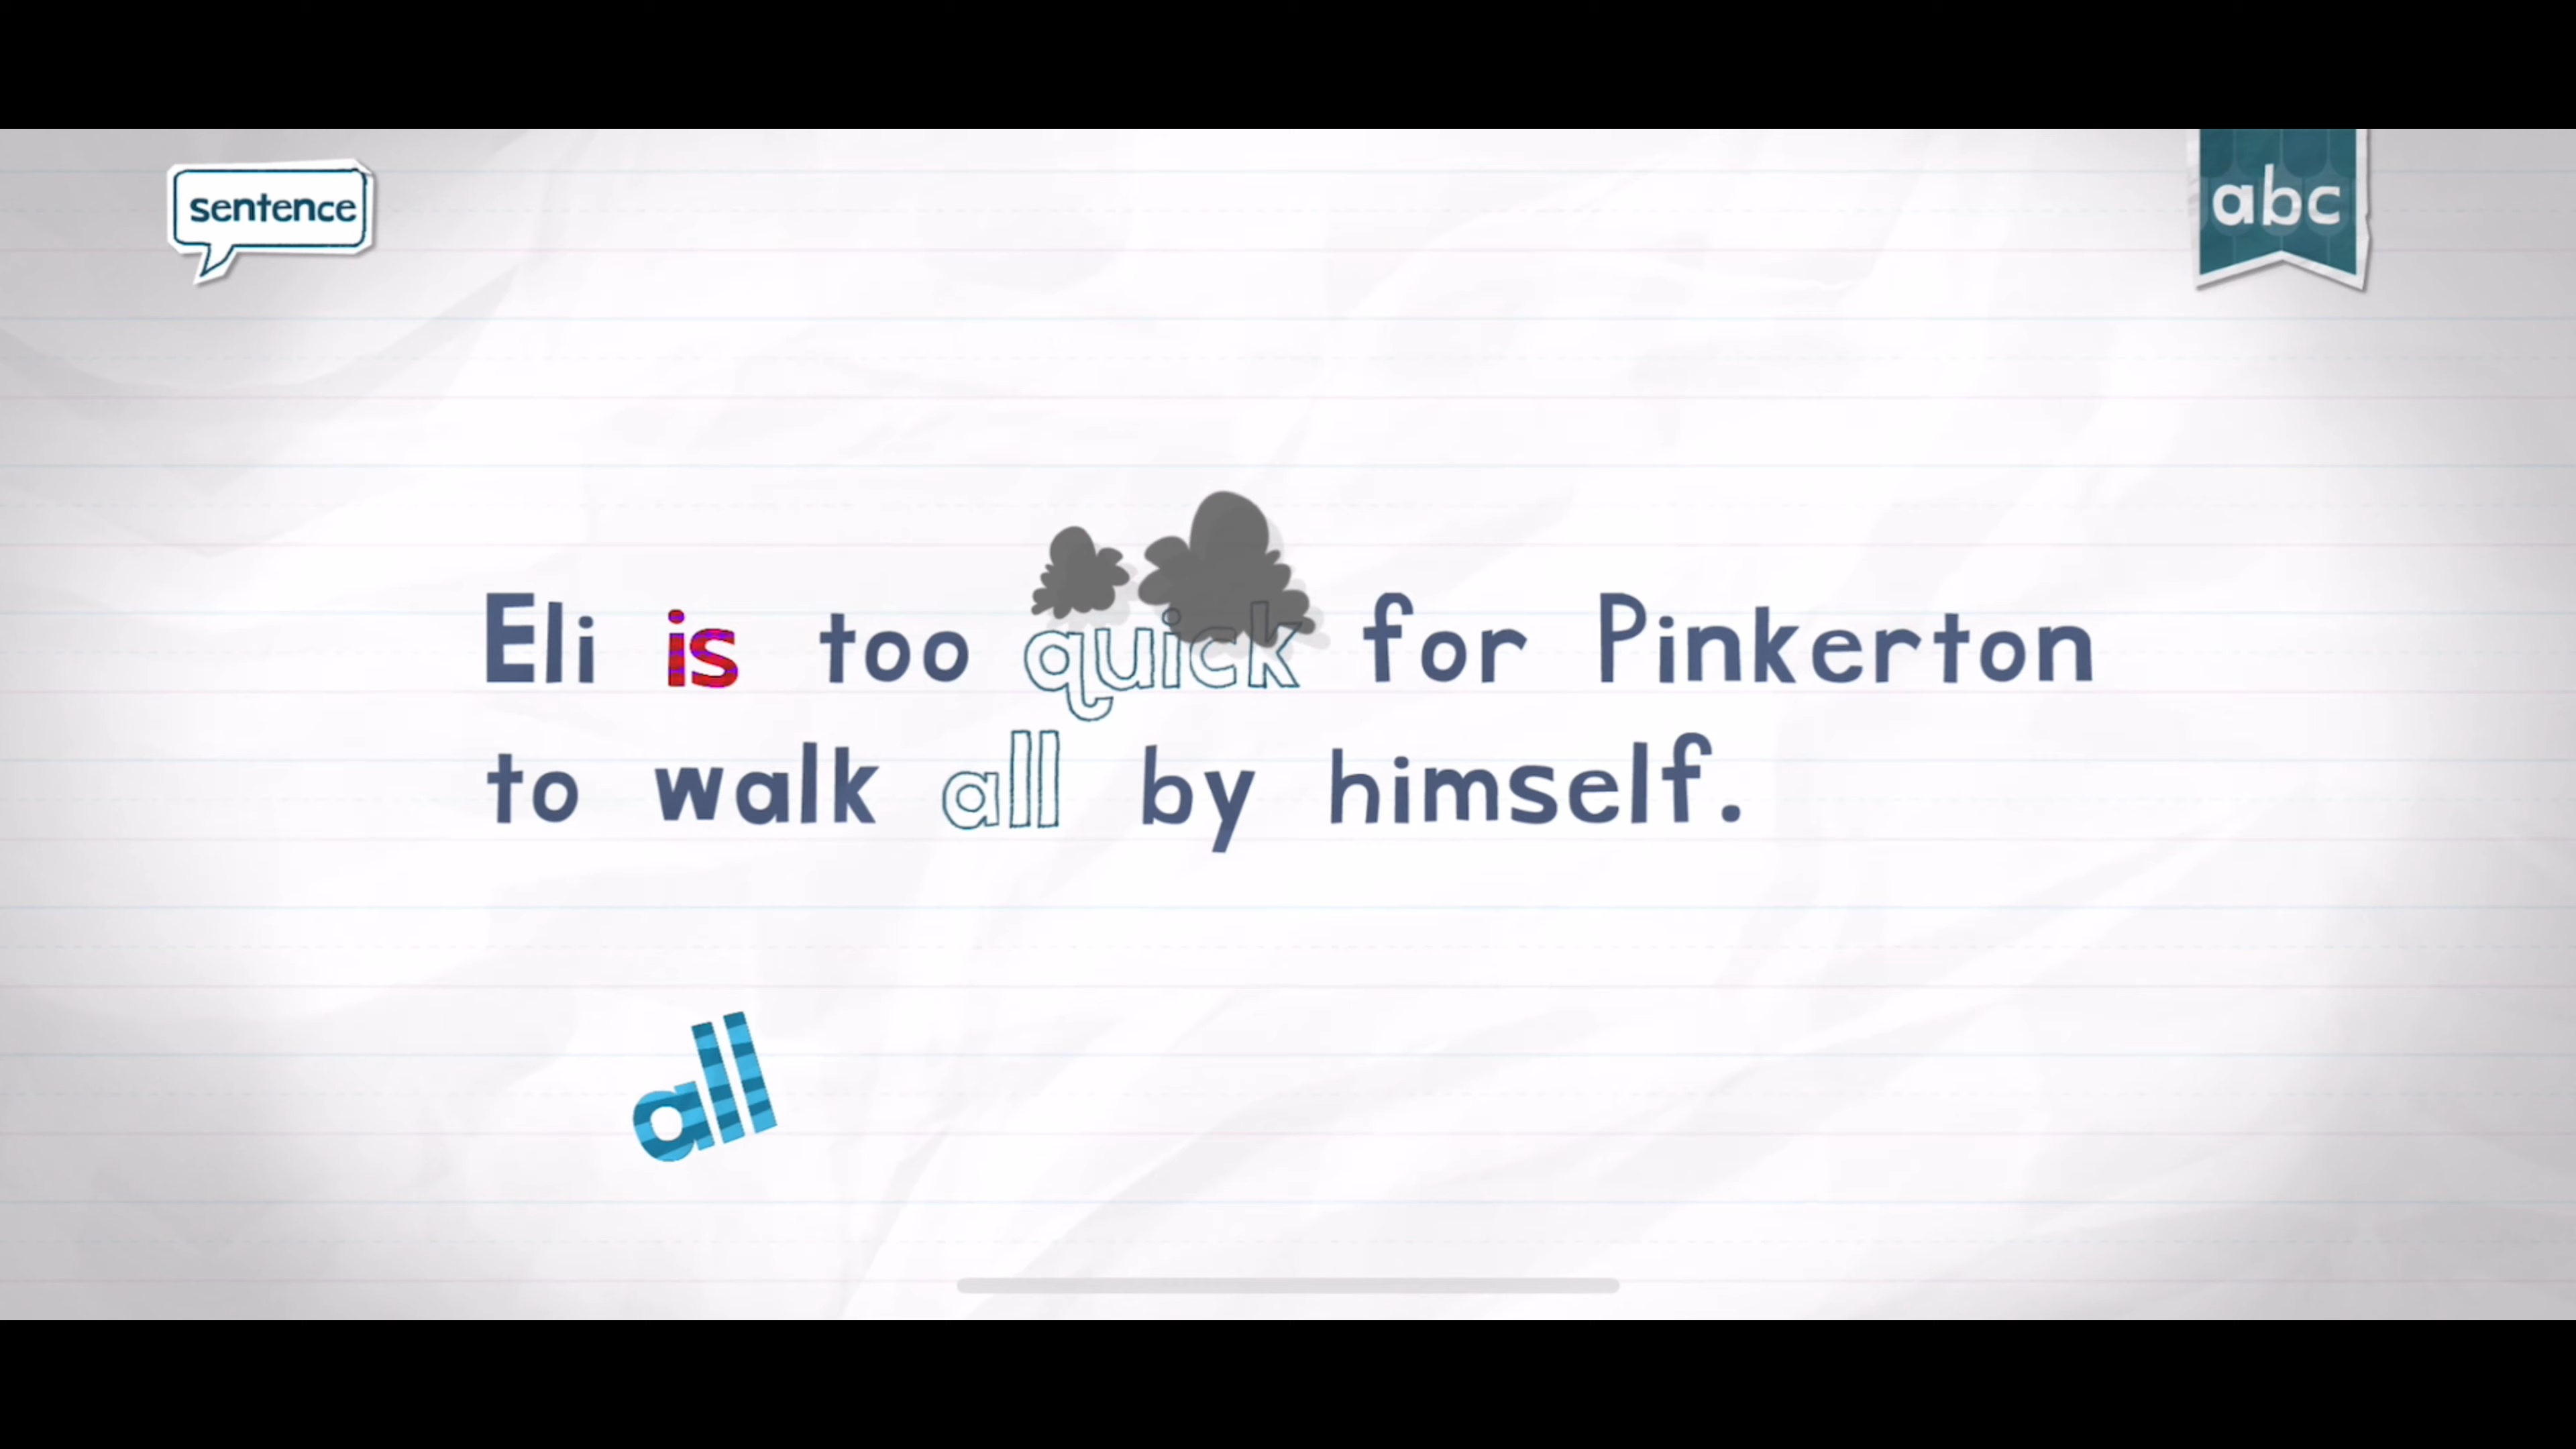 sentence
abc
Eli is too quick for Pinkerton
to walk all by himself.
all